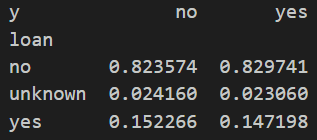 y no yes
loan
no 0.823574 0.829741
unknown 0.024160 0.023060
yes 0.152266 0.147198